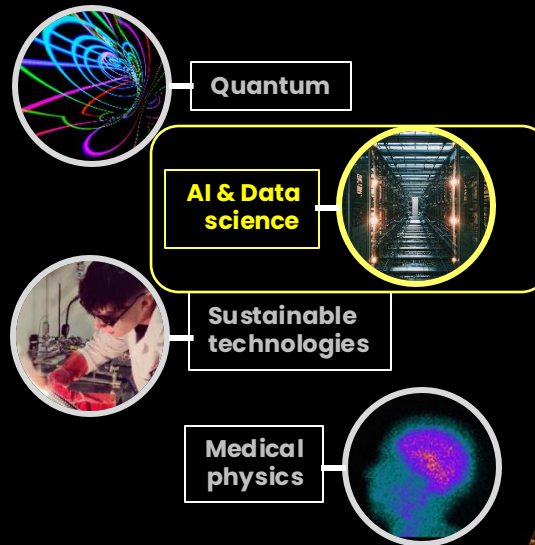 Quantum
AI & Data
science
Sustainable
technologies
Medical
physics